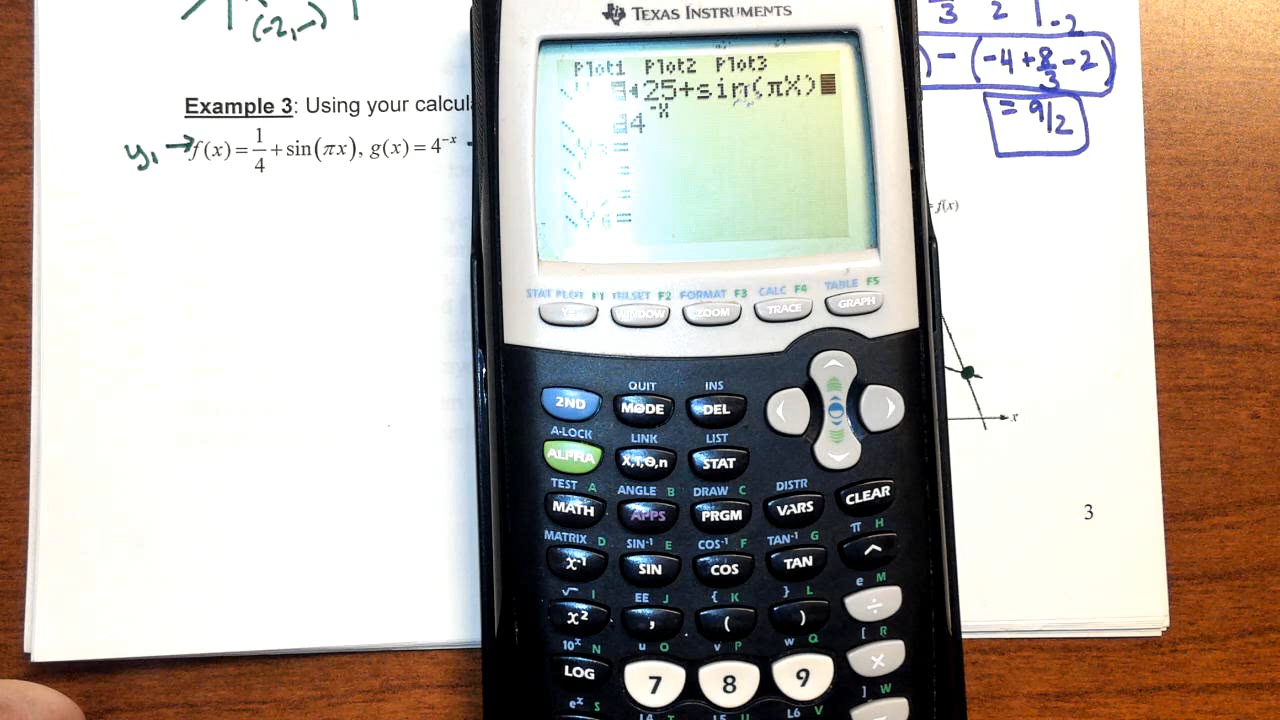 (-2,
3 2 -2
) - (-4 + 8/3 - 2)
= 9/2
Example 3: Using your calcu
y₁ → f(x) = 1/4 + sin(πx), g(x) = 4^-x
= f(x)
x
3
TEXAS INSTRUMENTS
Plot1 Plot2 Plot3
25+sin(πX)
4^-X
STAT PLOT F1 TBLSET F2 FORMAT F3 CALC F4 TABLE F5
Y= WINDOW ZOOM TRACE GRAPH
QUIT INS
2ND MODE DEL
A-LOCK LINK LIST
ALPHA X,T,Θ,n STAT
TEST A ANGLE B DRAW C DISTR
MATH APPS PRGM VARS CLEAR
MATRIX D SIN⁻¹ E COS⁻¹ F TAN⁻¹ G π H
x⁻¹ SIN COS TAN ^
√ I EE J { K } L e M
x² , ( ) ÷
10ˣ N u O v P w Q [ R
LOG 7 8 9 ×
eˣ S L4 T L5 U L6 V ] W